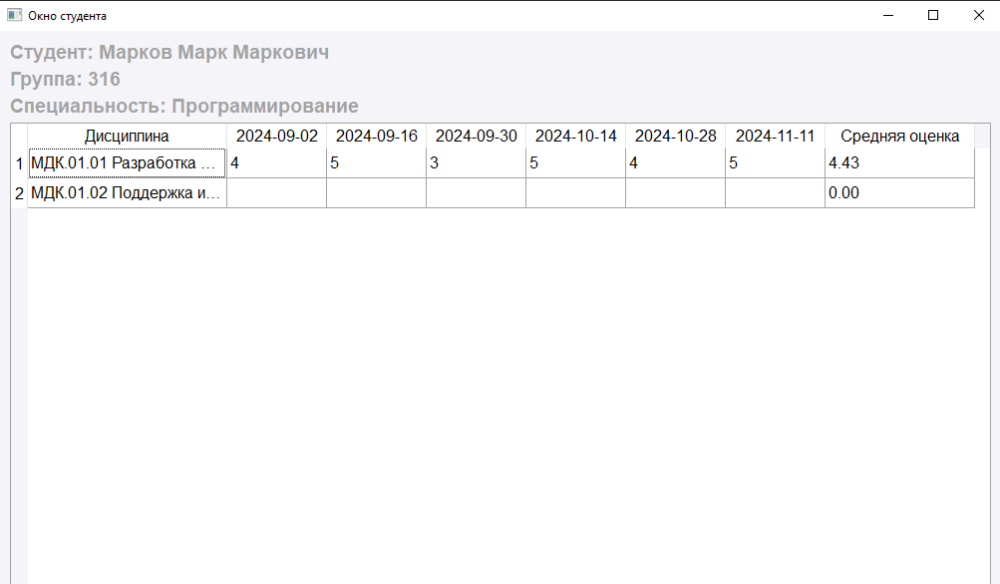 Окно студента
Студент: Марков Марк Маркович
Группа: 316
Специальность: Программирование
Дисциплина 2024-09-02 2024-09-16 2024-09-30 2024-10-14 2024-10-28 2024-11-11 Средняя оценка
1 МДК.01.01 Разработка ... 4 5 3 5 4 5 4.43
2 МДК.01.02 Поддержка и... 0.00